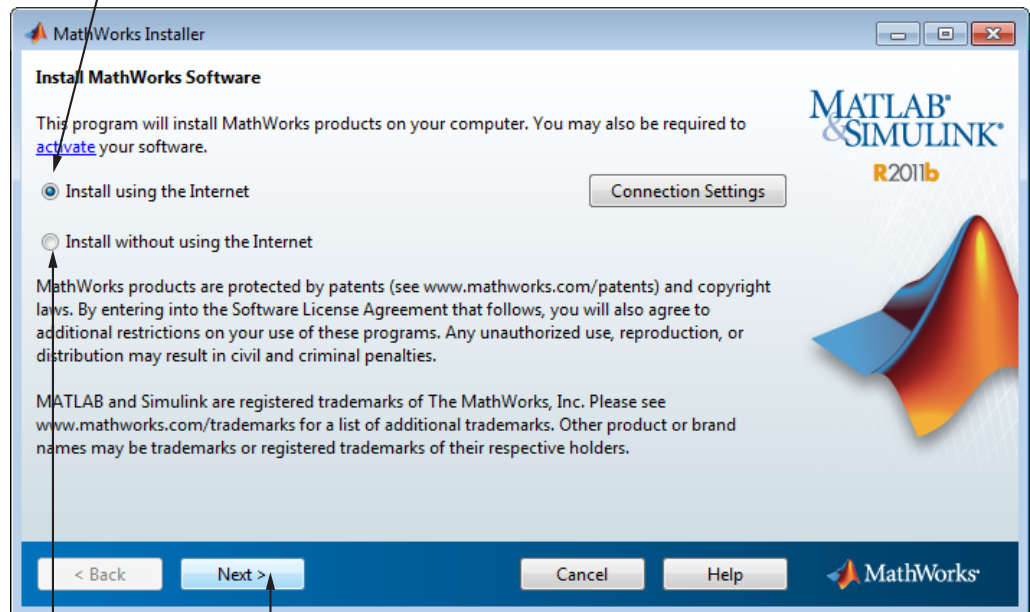 MathWorks Installer
Install MathWorks Software
This program will install MathWorks products on your computer. You may also be required to
activate your software.
Install using the Internet
Connection Settings
Install without using the Internet
MathWorks products are protected by patents (see www.mathworks.com/patents) and copyright
laws. By entering into the Software License Agreement that follows, you will also agree to
additional restrictions on your use of these programs. Any unauthorized use, reproduction, or
distribution may result in civil and criminal penalties.
MATLAB and Simulink are registered trademarks of The MathWorks, Inc. Please see
www.mathworks.com/trademarks for a list of additional trademarks. Other product or brand
names may be trademarks or registered trademarks of their respective holders.
MATLAB®
&SIMULINK®
R2011b
< Back
Next >
Cancel
Help
MathWorks®